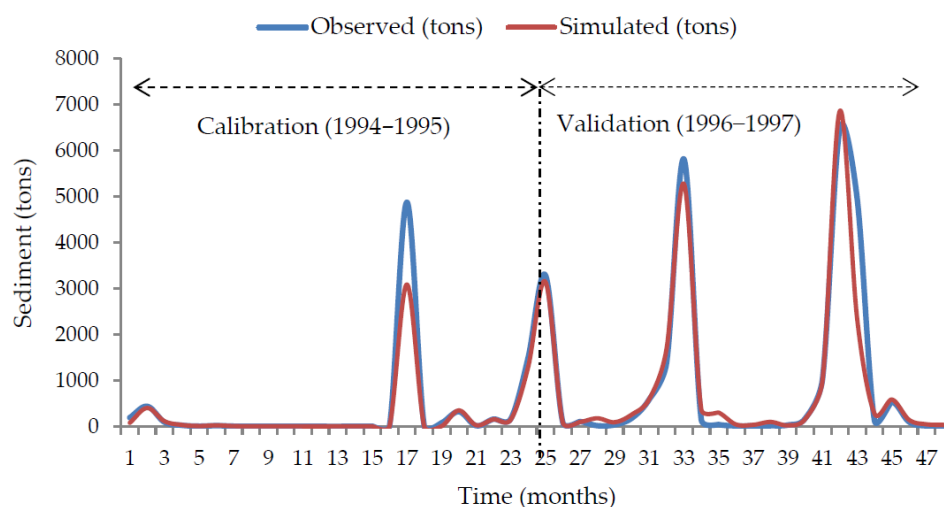 Observed (tons) Simulated (tons)
8000
7000
6000
5000
4000
3000
2000
1000
0
Sediment (tons)
Calibration (1994–1995) Validation (1996–1997)
1 3 5 7 9 11 13 15 17 19 21 23 25 27 29 31 33 35 37 39 41 43 45 47
Time (months)